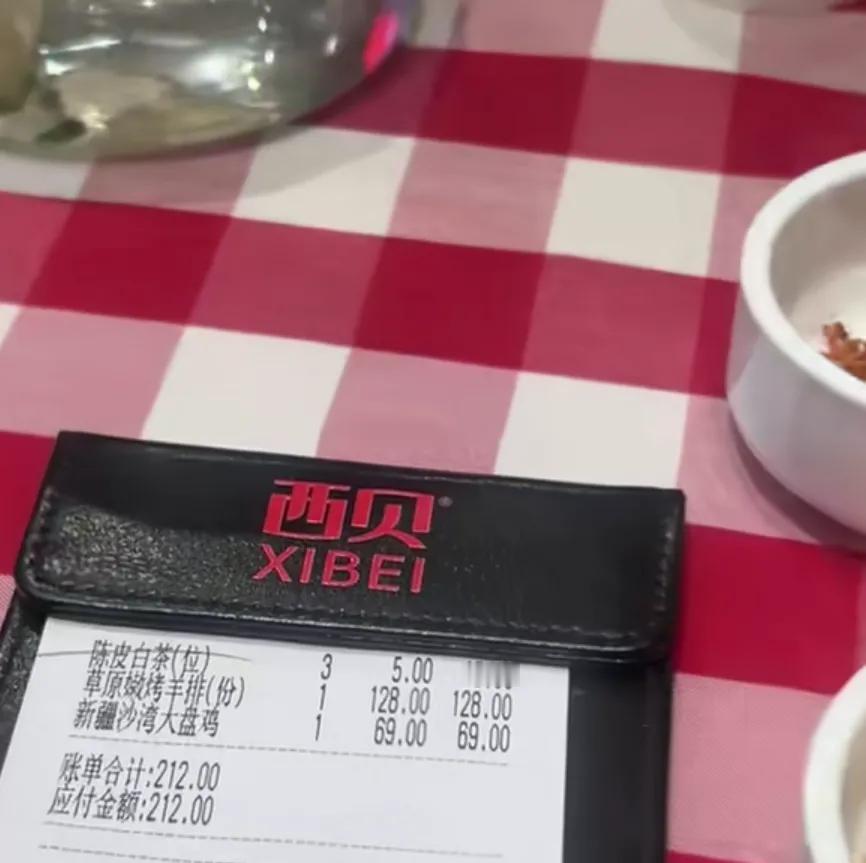 西贝®
XIBEI
陈皮白茶(位) 3 5.00
草原嫩烤羊排(份) 1 128.00 128.00
新疆沙湾大盘鸡 1 69.00 69.00
账单合计:212.00
应付金额:212.00